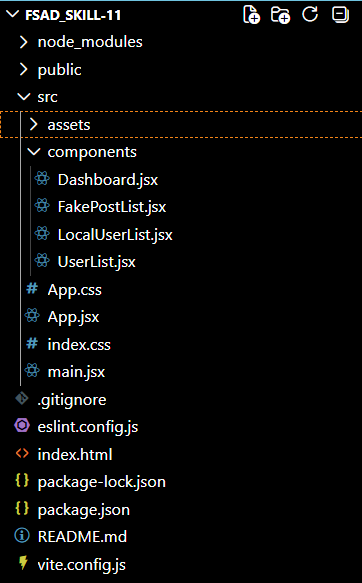 FSAD_SKILL-11
node_modules
public
src
assets
components
Dashboard.jsx
FakePostList.jsx
LocalUserList.jsx
UserList.jsx
App.css
App.jsx
index.css
main.jsx
.gitignore
eslint.config.js
index.html
package-lock.json
package.json
README.md
vite.config.js